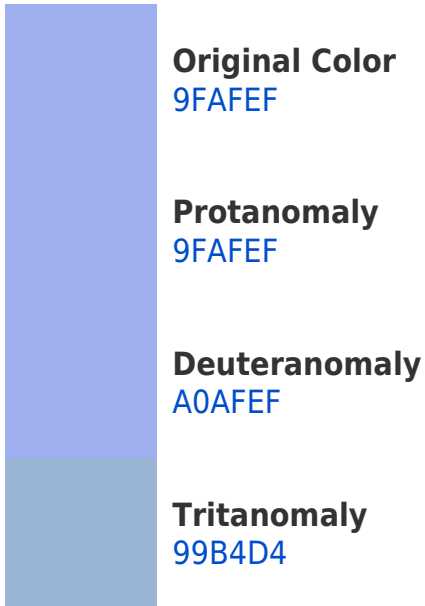 Original Color
9FAFEF
Protanomaly
9FAFEF
Deuteranomaly
A0AFEF
Tritanomaly
99B4D4